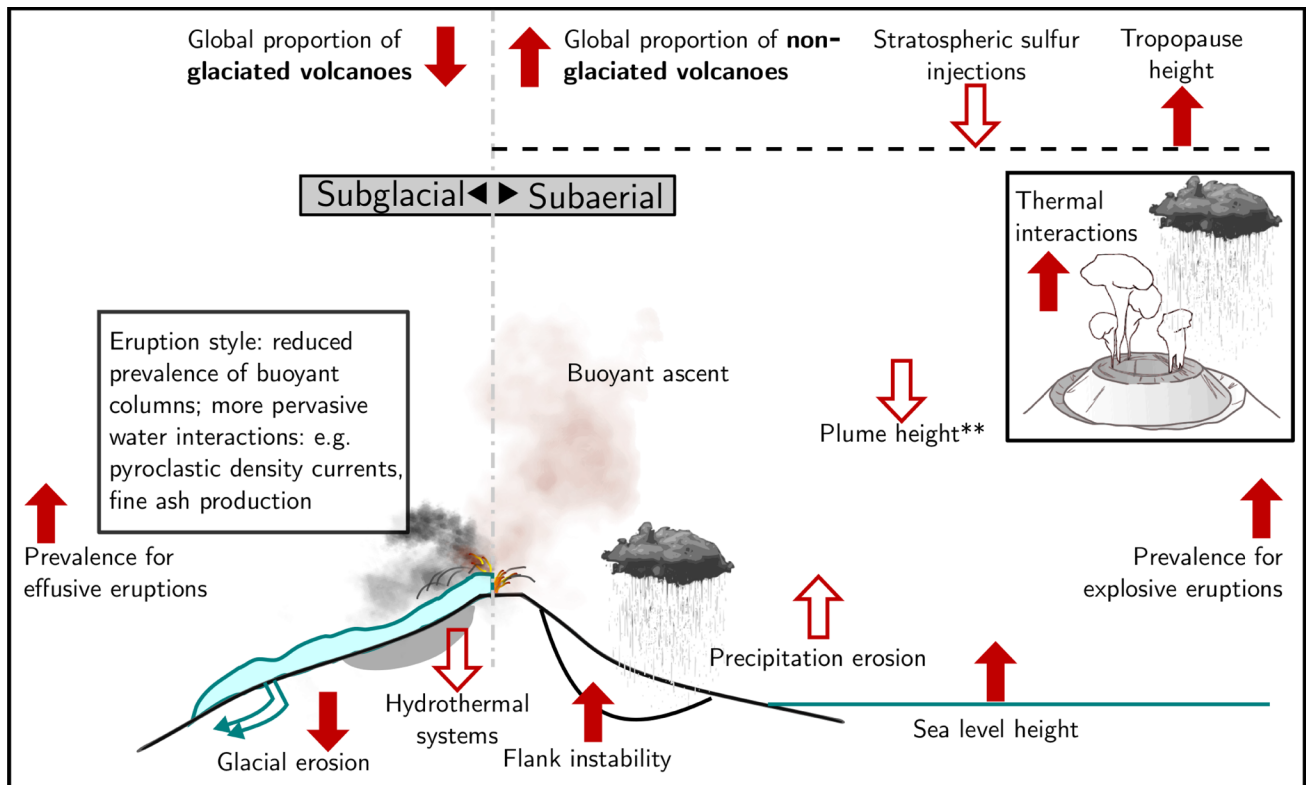 Global proportion of
glaciated volcanoes
Global proportion of non-
glaciated volcanoes
Stratospheric sulfur
injections
Tropopause
height
Subglacial
Subaerial
Thermal
interactions
Eruption style: reduced
prevalence of buoyant
columns; more pervasive
water interactions: e.g.
pyroclastic density currents,
fine ash production
Buoyant ascent
Plume height**
Prevalence for
effusive eruptions
Prevalence for
explosive eruptions
Precipitation erosion
Hydrothermal
systems
Sea level height
Glacial erosion
Flank instability